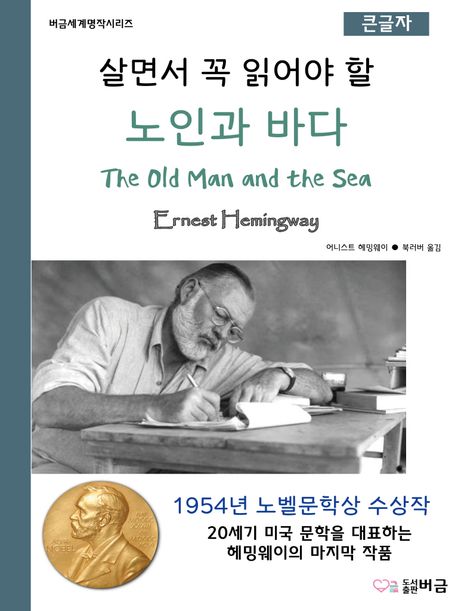 버금세계명작시리즈
큰글자
살면서 꼭 읽어야 할
노인과 바다
The Old Man and the Sea
Ernest Hemingway
어니스트 헤밍웨이 ● 북러버 옮김
1954년 노벨문학상 수상작
20세기 미국 문학을 대표하는
헤밍웨이의 마지막 작품
도서
출판 버금